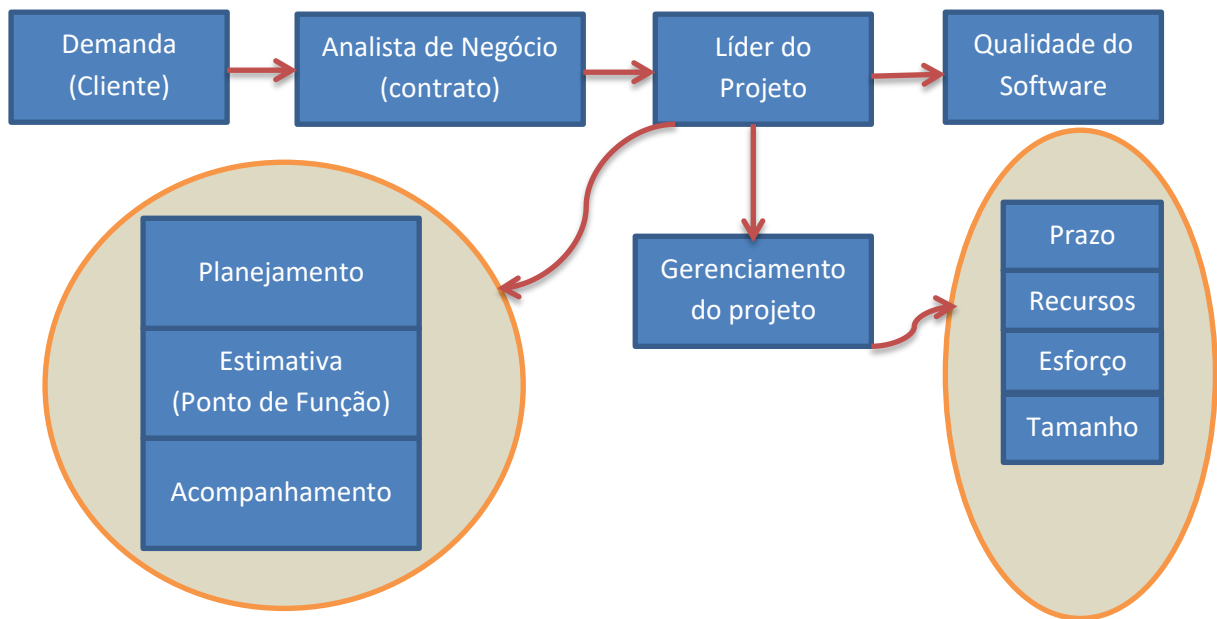 Demanda
(Cliente)
Analista de Negócio
(contrato)
Líder do
Projeto
Qualidade do
Software
Planejamento
Estimativa
(Ponto de Função)
Acompanhamento
Gerenciamento
do projeto
Prazo
Recursos
Esforço
Tamanho